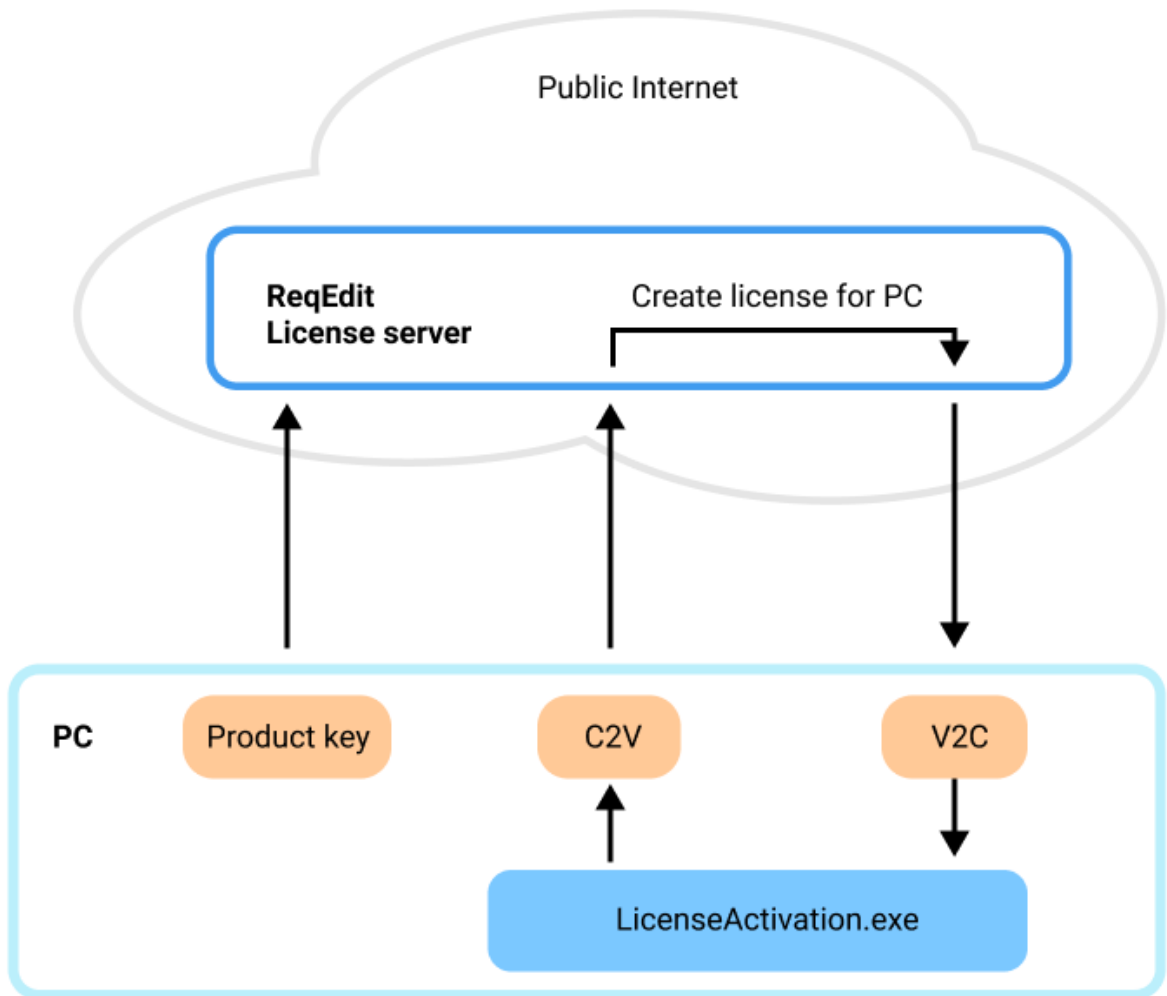 Public Internet
ReqEdit
License server
Create license for PC
PC
Product key
C2V
V2C
LicenseActivation.exe